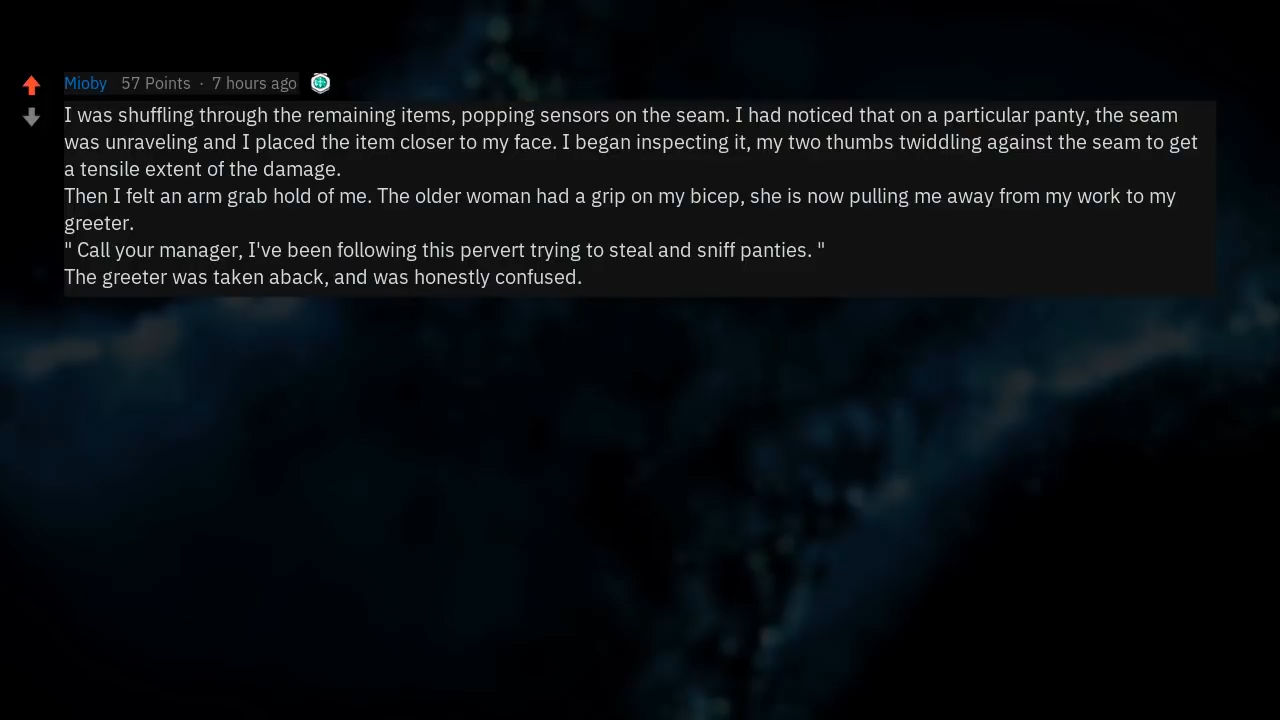 Mioby 57 Points · 7 hours ago
I was shuffling through the remaining items, popping sensors on the seam. I had noticed that on a particular panty, the seam
was unraveling and I placed the item closer to my face. I began inspecting it, my two thumbs twiddling against the seam to get
a tensile extent of the damage.
Then I felt an arm grab hold of me. The older woman had a grip on my bicep, she is now pulling me away from my work to my
greeter.
" Call your manager, I've been following this pervert trying to steal and sniff panties. "
The greeter was taken aback, and was honestly confused.